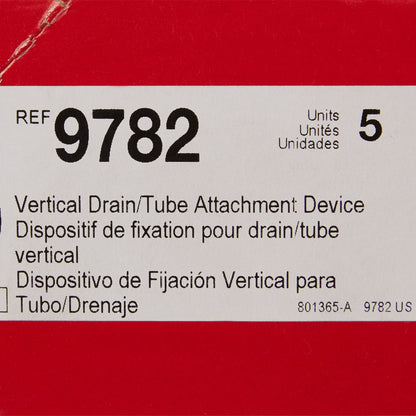 REF 9782
Units
Unités
Unidades 5
Vertical Drain/Tube Attachment Device
Dispositif de fixation pour drain/tube
vertical
Dispositivo de Fijación Vertical para
Tubo/Drenaje
801365-A 9782 US